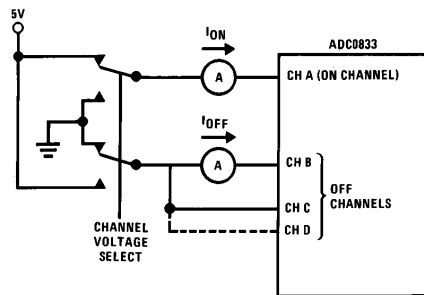 5V
ION
ADC0833
A
CH A (ON CHANNEL)
IOFF
A
CH B
CH C
CH D
OFF
CHANNELS
CHANNEL
VOLTAGE
SELECT